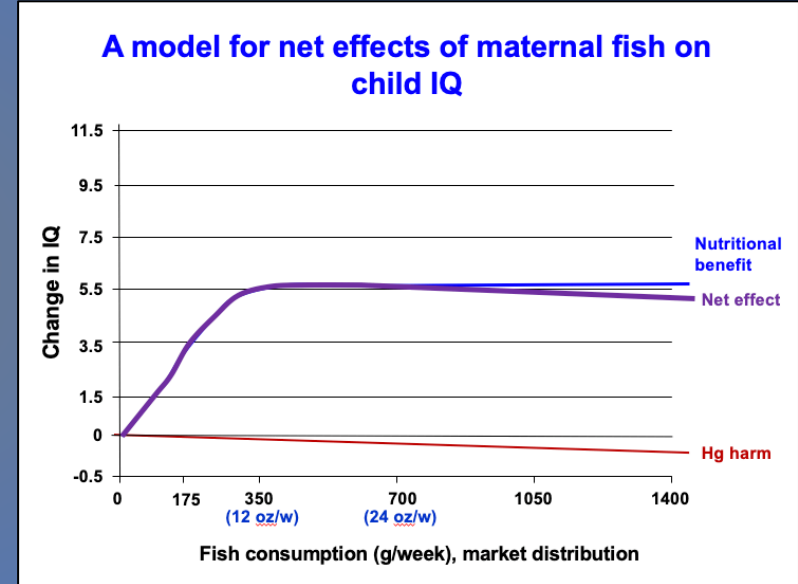 A model for net effects of maternal fish on
child IQ
11.5
9.5
7.5
5.5
3.5
1.5
0
-0.5
Change in IQ
Nutritional
benefit
Net effect
Hg harm
0 175 350 700 1050 1400
(12 oz/w) (24 oz/w)
Fish consumption (g/week), market distribution